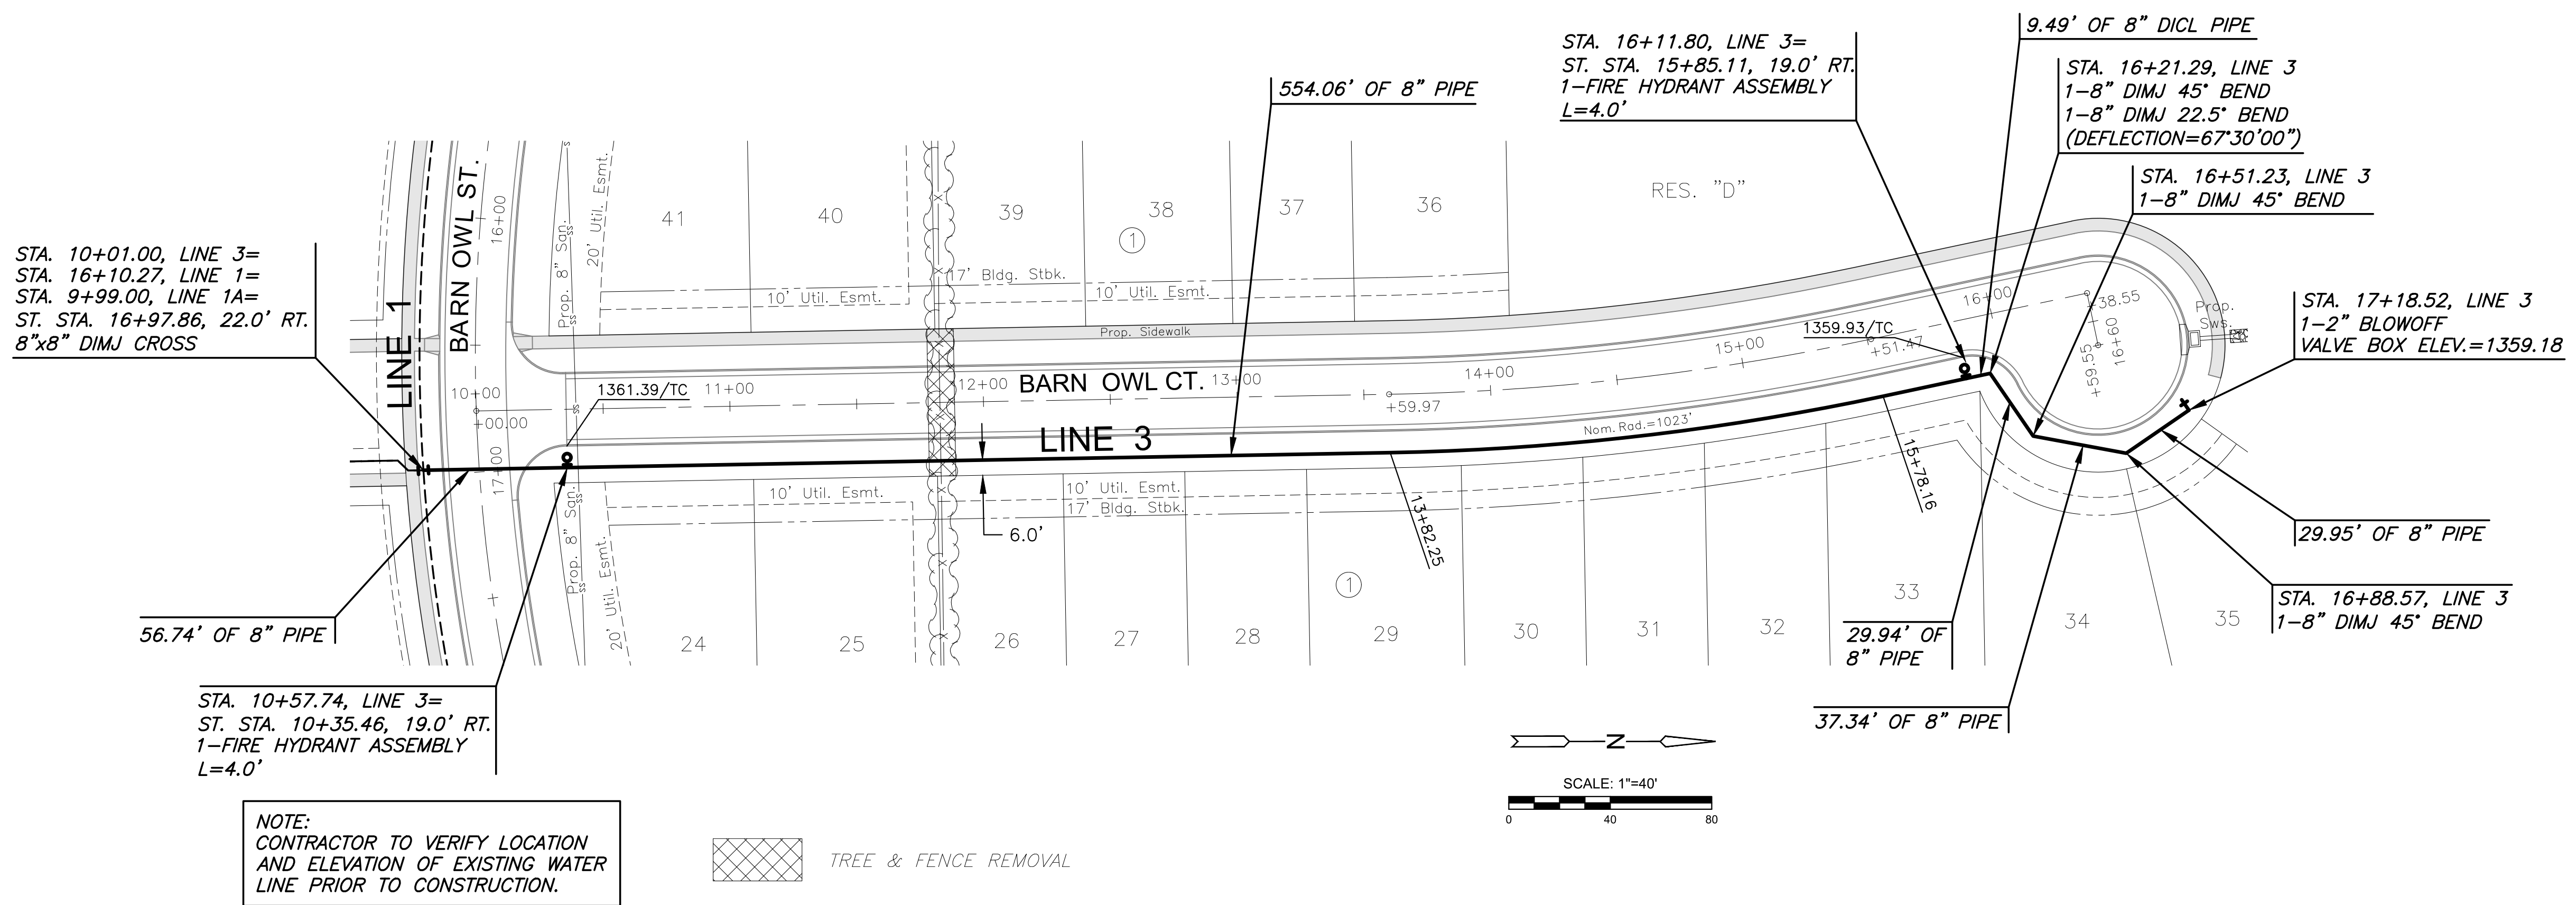 9.49' OF 8" DICL PIPE
STA. 16+11.80, LINE 3=
ST. STA. 15+85.11, 19.0' RT.
1-FIRE HYDRANT ASSEMBLY
L=4.0'
STA. 16+21.29, LINE 3
1-8" DIMJ 45° BEND
1-8" DIMJ 22.5° BEND
(DEFLECTION=67°30'00")
554.06' OF 8" PIPE
STA. 16+51.23, LINE 3
1-8" DIMJ 45° BEND
STA. 10+01.00, LINE 3=
STA. 16+10.27, LINE 1=
STA. 9+99.00, LINE 1A=
ST. STA. 16+97.86, 22.0' RT.
8"x8" DIMJ CROSS
LINE 1
BARN OWL ST.
16+00
17+00
Prop. 8" San.
ss
ss
20' Util. Esmt.
41
40
39
38
37
36
RES. "D"
1
17' Bldg. Stbk.
10' Util. Esmt.
10' Util. Esmt.
Prop. Sidewalk
1359.93/TC
16+00
+38.55
Prop.
Sws.
+59.55
16+60
STA. 17+18.52, LINE 3
1-2" BLOWOFF
VALVE BOX ELEV.=1359.18
10+00
+00.00
1361.39/TC
11+00
12+00
BARN OWL CT.
13+00
14+00
+59.97
15+00
+51.47
ss
LINE 3
Nom. Rad.=1023'
15+78.16
13+82.25
10' Util. Esmt.
10' Util. Esmt.
17' Bldg. Stbk.
6.0'
Prop. 8" San.
ss
20' Util. Esmt.
1
24
25
26
27
28
29
30
31
32
33
34
35
29.95' OF 8" PIPE
STA. 16+88.57, LINE 3
1-8" DIMJ 45° BEND
56.74' OF 8" PIPE
29.94' OF
8" PIPE
37.34' OF 8" PIPE
STA. 10+57.74, LINE 3=
ST. STA. 10+35.46, 19.0' RT.
1-FIRE HYDRANT ASSEMBLY
L=4.0'
N
SCALE: 1"=40'
0 40 80
NOTE:
CONTRACTOR TO VERIFY LOCATION
AND ELEVATION OF EXISTING WATER
LINE PRIOR TO CONSTRUCTION.
TREE & FENCE REMOVAL